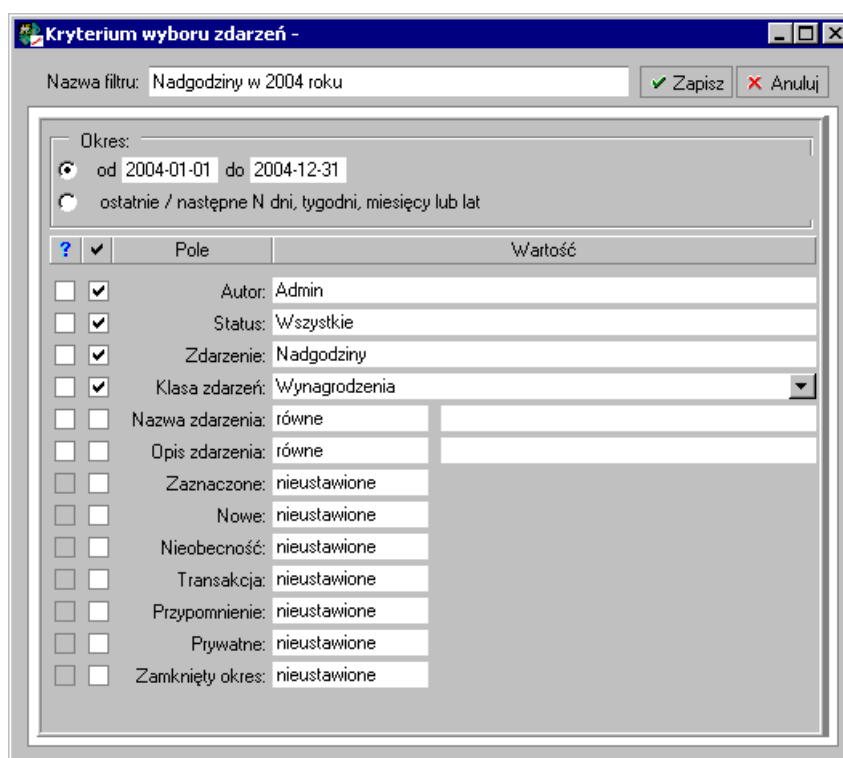 Kryterium wyboru zdarzeń -
Nazwa filtru: Nadgodziny w 2004 roku Zapisz Anuluj
Okres:
od 2004-01-01 do 2004-12-31
ostatnie / następne N dni, tygodni, miesięcy lub lat
? Pole Wartość
Autor: Admin
Status: Wszystkie
Zdarzenie: Nadgodziny
Klasa zdarzeń: Wynagrodzenia
Nazwa zdarzenia: równe
Opis zdarzenia: równe
Zaznaczone: nieustawione
Nowe: nieustawione
Nieobecność: nieustawione
Transakcja: nieustawione
Przypomnienie: nieustawione
Prywatne: nieustawione
Zamknięty okres: nieustawione